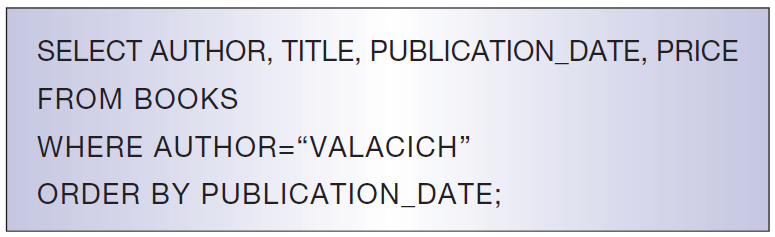 SELECT AUTHOR, TITLE, PUBLICATION_DATE, PRICE
FROM BOOKS
WHERE AUTHOR=“VALACICH”
ORDER BY PUBLICATION_DATE;